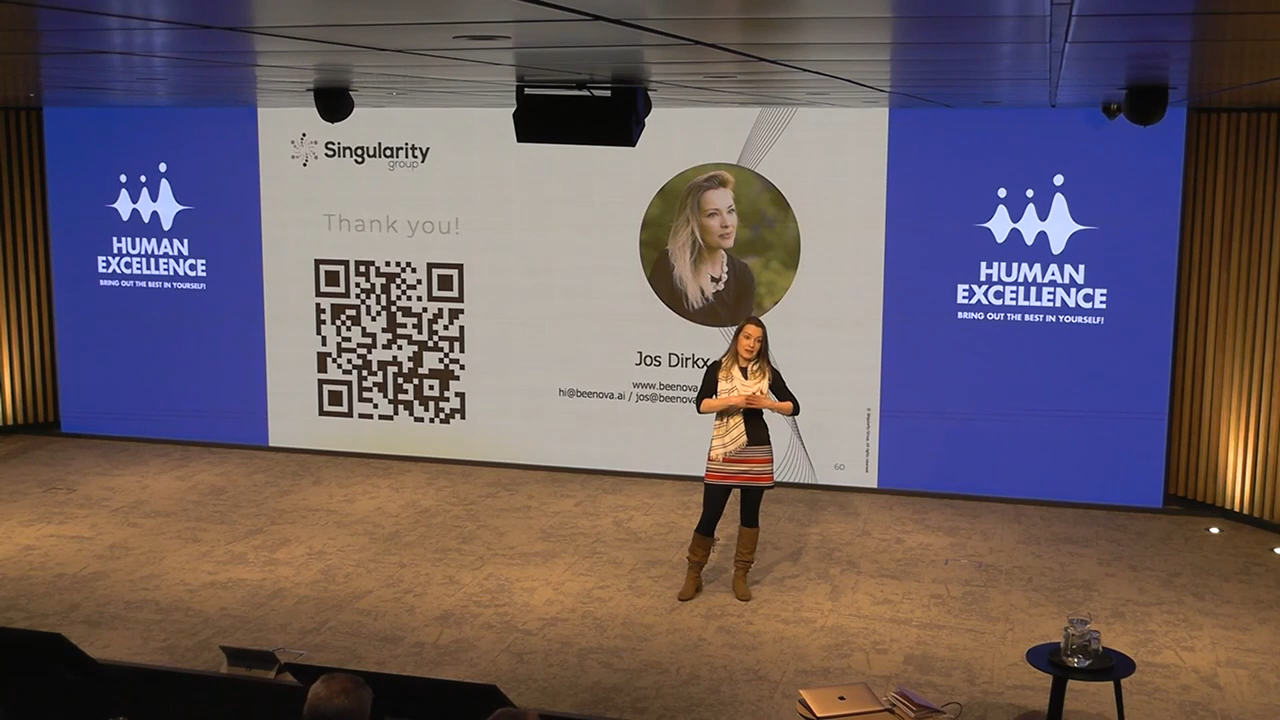 HUMAN
EXCELLENCE
BRING OUT THE BEST IN YOURSELF!
Singularity
group
Thank you!
Jos Dirkx
www.beenova
hi@beenova.ai / jos@beenova
60
HUMAN
EXCELLENCE
BRING OUT THE BEST IN YOURSELF!